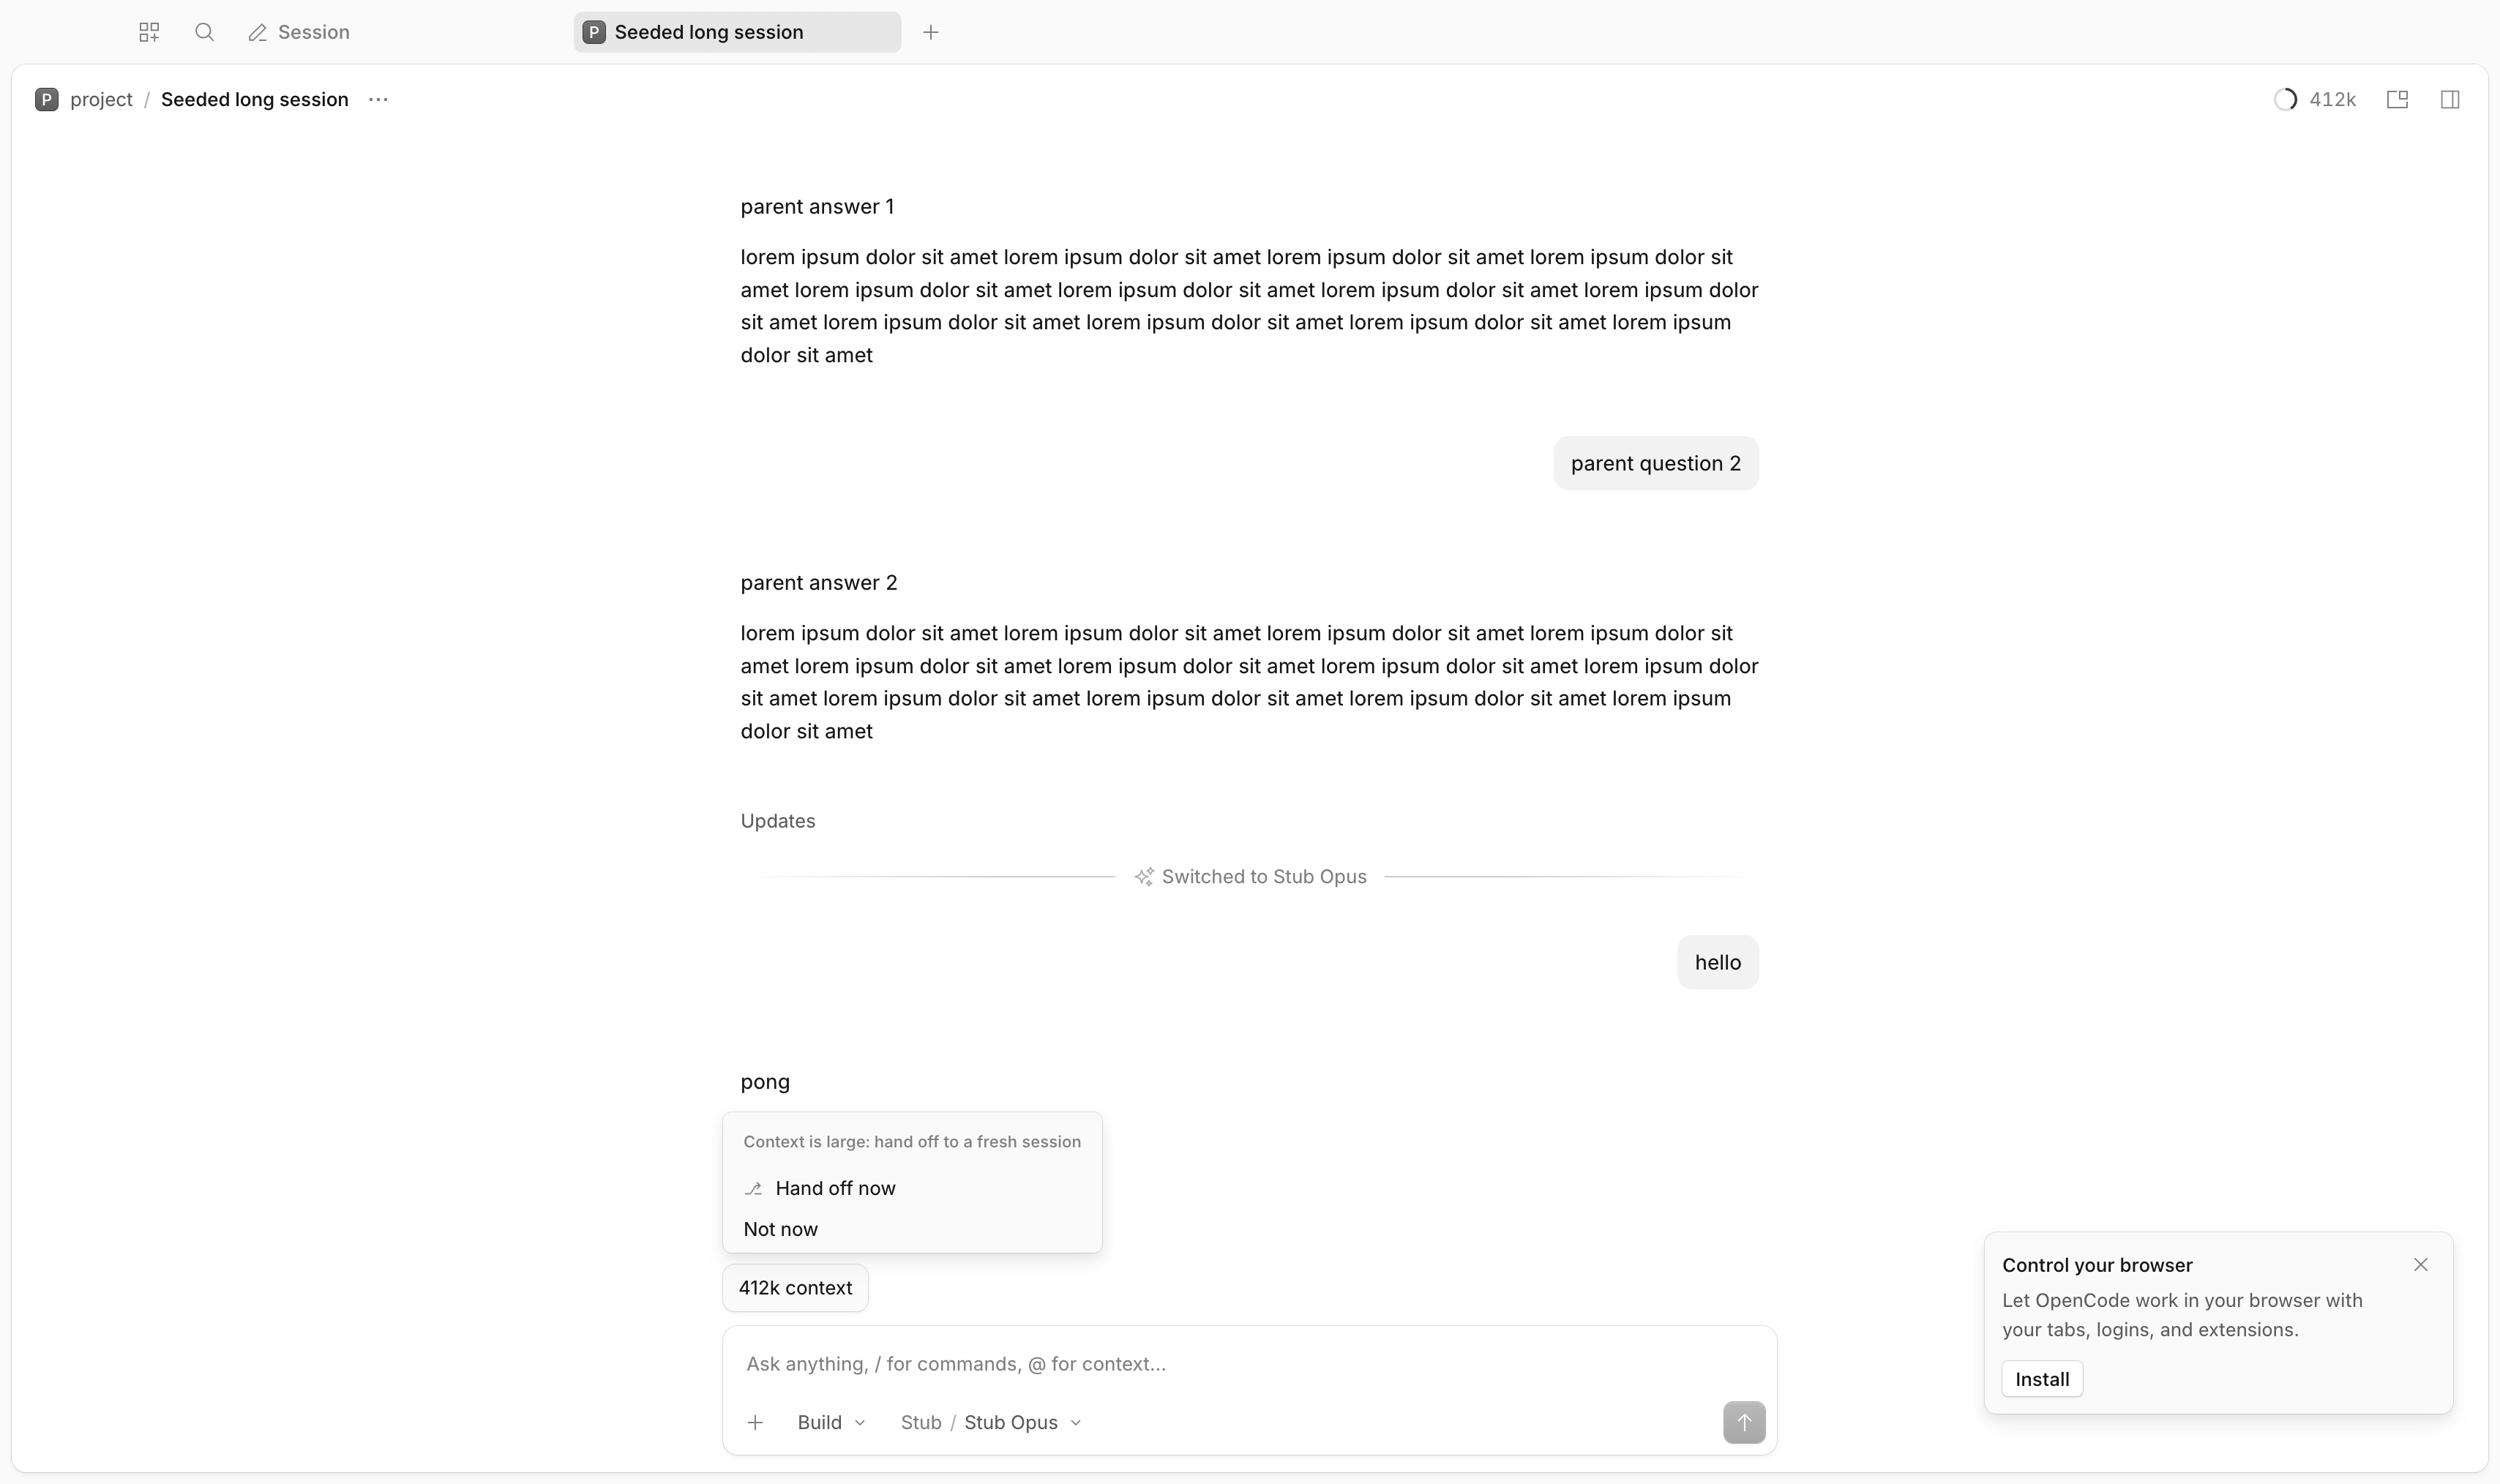 Session
P Seeded long session
P project / Seeded long session ...
412k
parent answer 1
lorem ipsum dolor sit amet lorem ipsum dolor sit amet lorem ipsum dolor sit amet lorem ipsum dolor sit
amet lorem ipsum dolor sit amet lorem ipsum dolor sit amet lorem ipsum dolor sit amet lorem ipsum dolor
sit amet lorem ipsum dolor sit amet lorem ipsum dolor sit amet lorem ipsum dolor sit amet lorem ipsum
dolor sit amet
parent question 2
parent answer 2
lorem ipsum dolor sit amet lorem ipsum dolor sit amet lorem ipsum dolor sit amet lorem ipsum dolor sit
amet lorem ipsum dolor sit amet lorem ipsum dolor sit amet lorem ipsum dolor sit amet lorem ipsum dolor
sit amet lorem ipsum dolor sit amet lorem ipsum dolor sit amet lorem ipsum dolor sit amet lorem ipsum
dolor sit amet
Updates
Switched to Stub Opus
hello
pong
Context is large: hand off to a fresh session
Hand off now
Not now
412k context
Ask anything, / for commands, @ for context...
Build
Stub / Stub Opus
Control your browser
Let OpenCode work in your browser with
your tabs, logins, and extensions.
Install